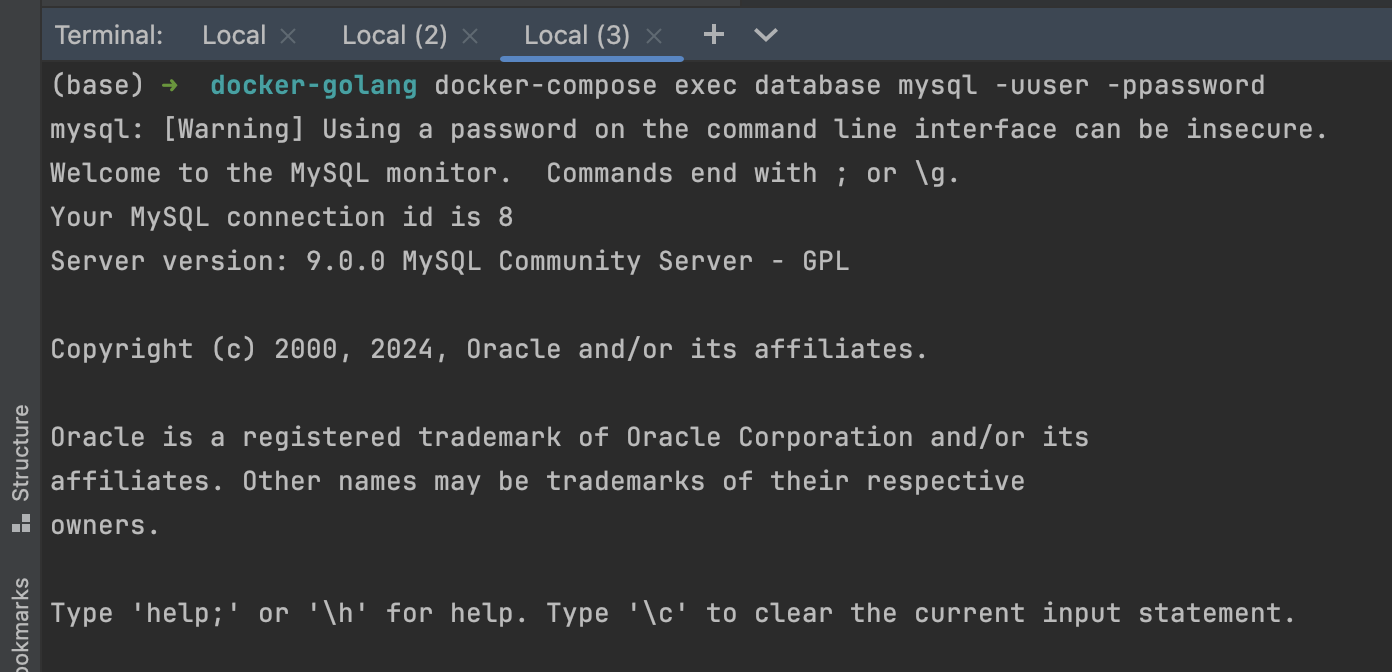 Terminal: Local × Local (2) × Local (3) × +
(base) ➜ docker-golang docker-compose exec database mysql -uuser -ppassword
mysql: [Warning] Using a password on the command line interface can be insecure.
Welcome to the MySQL monitor.  Commands end with ; or \g.
Your MySQL connection id is 8
Server version: 9.0.0 MySQL Community Server - GPL
Copyright (c) 2000, 2024, Oracle and/or its affiliates.
Oracle is a registered trademark of Oracle Corporation and/or its
affiliates. Other names may be trademarks of their respective
owners.
Type 'help;' or '\h' for help. Type '\c' to clear the current input statement.
Structure
ookmarks